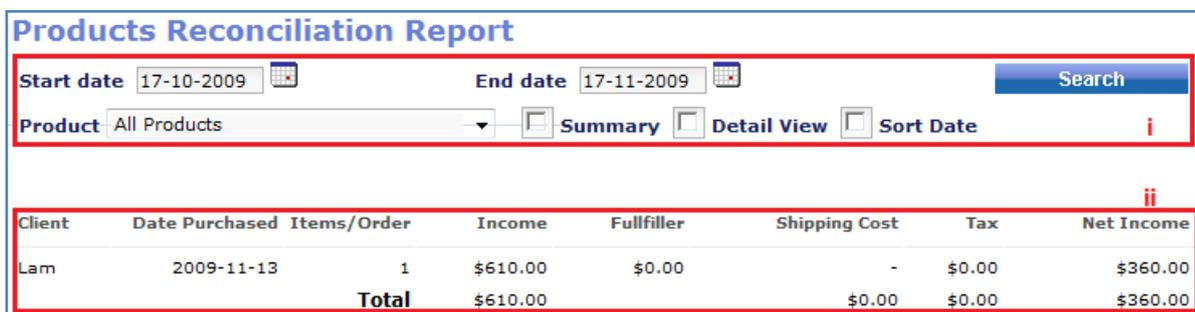 Products Reconciliation Report
Start date 17-10-2009 End date 17-11-2009 Search
Product All Products Summary Detail View Sort Date i
ii
Client Date Purchased Items/Order Income Fullfiller Shipping Cost Tax Net Income
Lam 2009-11-13 1 $610.00 $0.00 - $0.00 $360.00
Total $610.00 $0.00 $0.00 $360.00